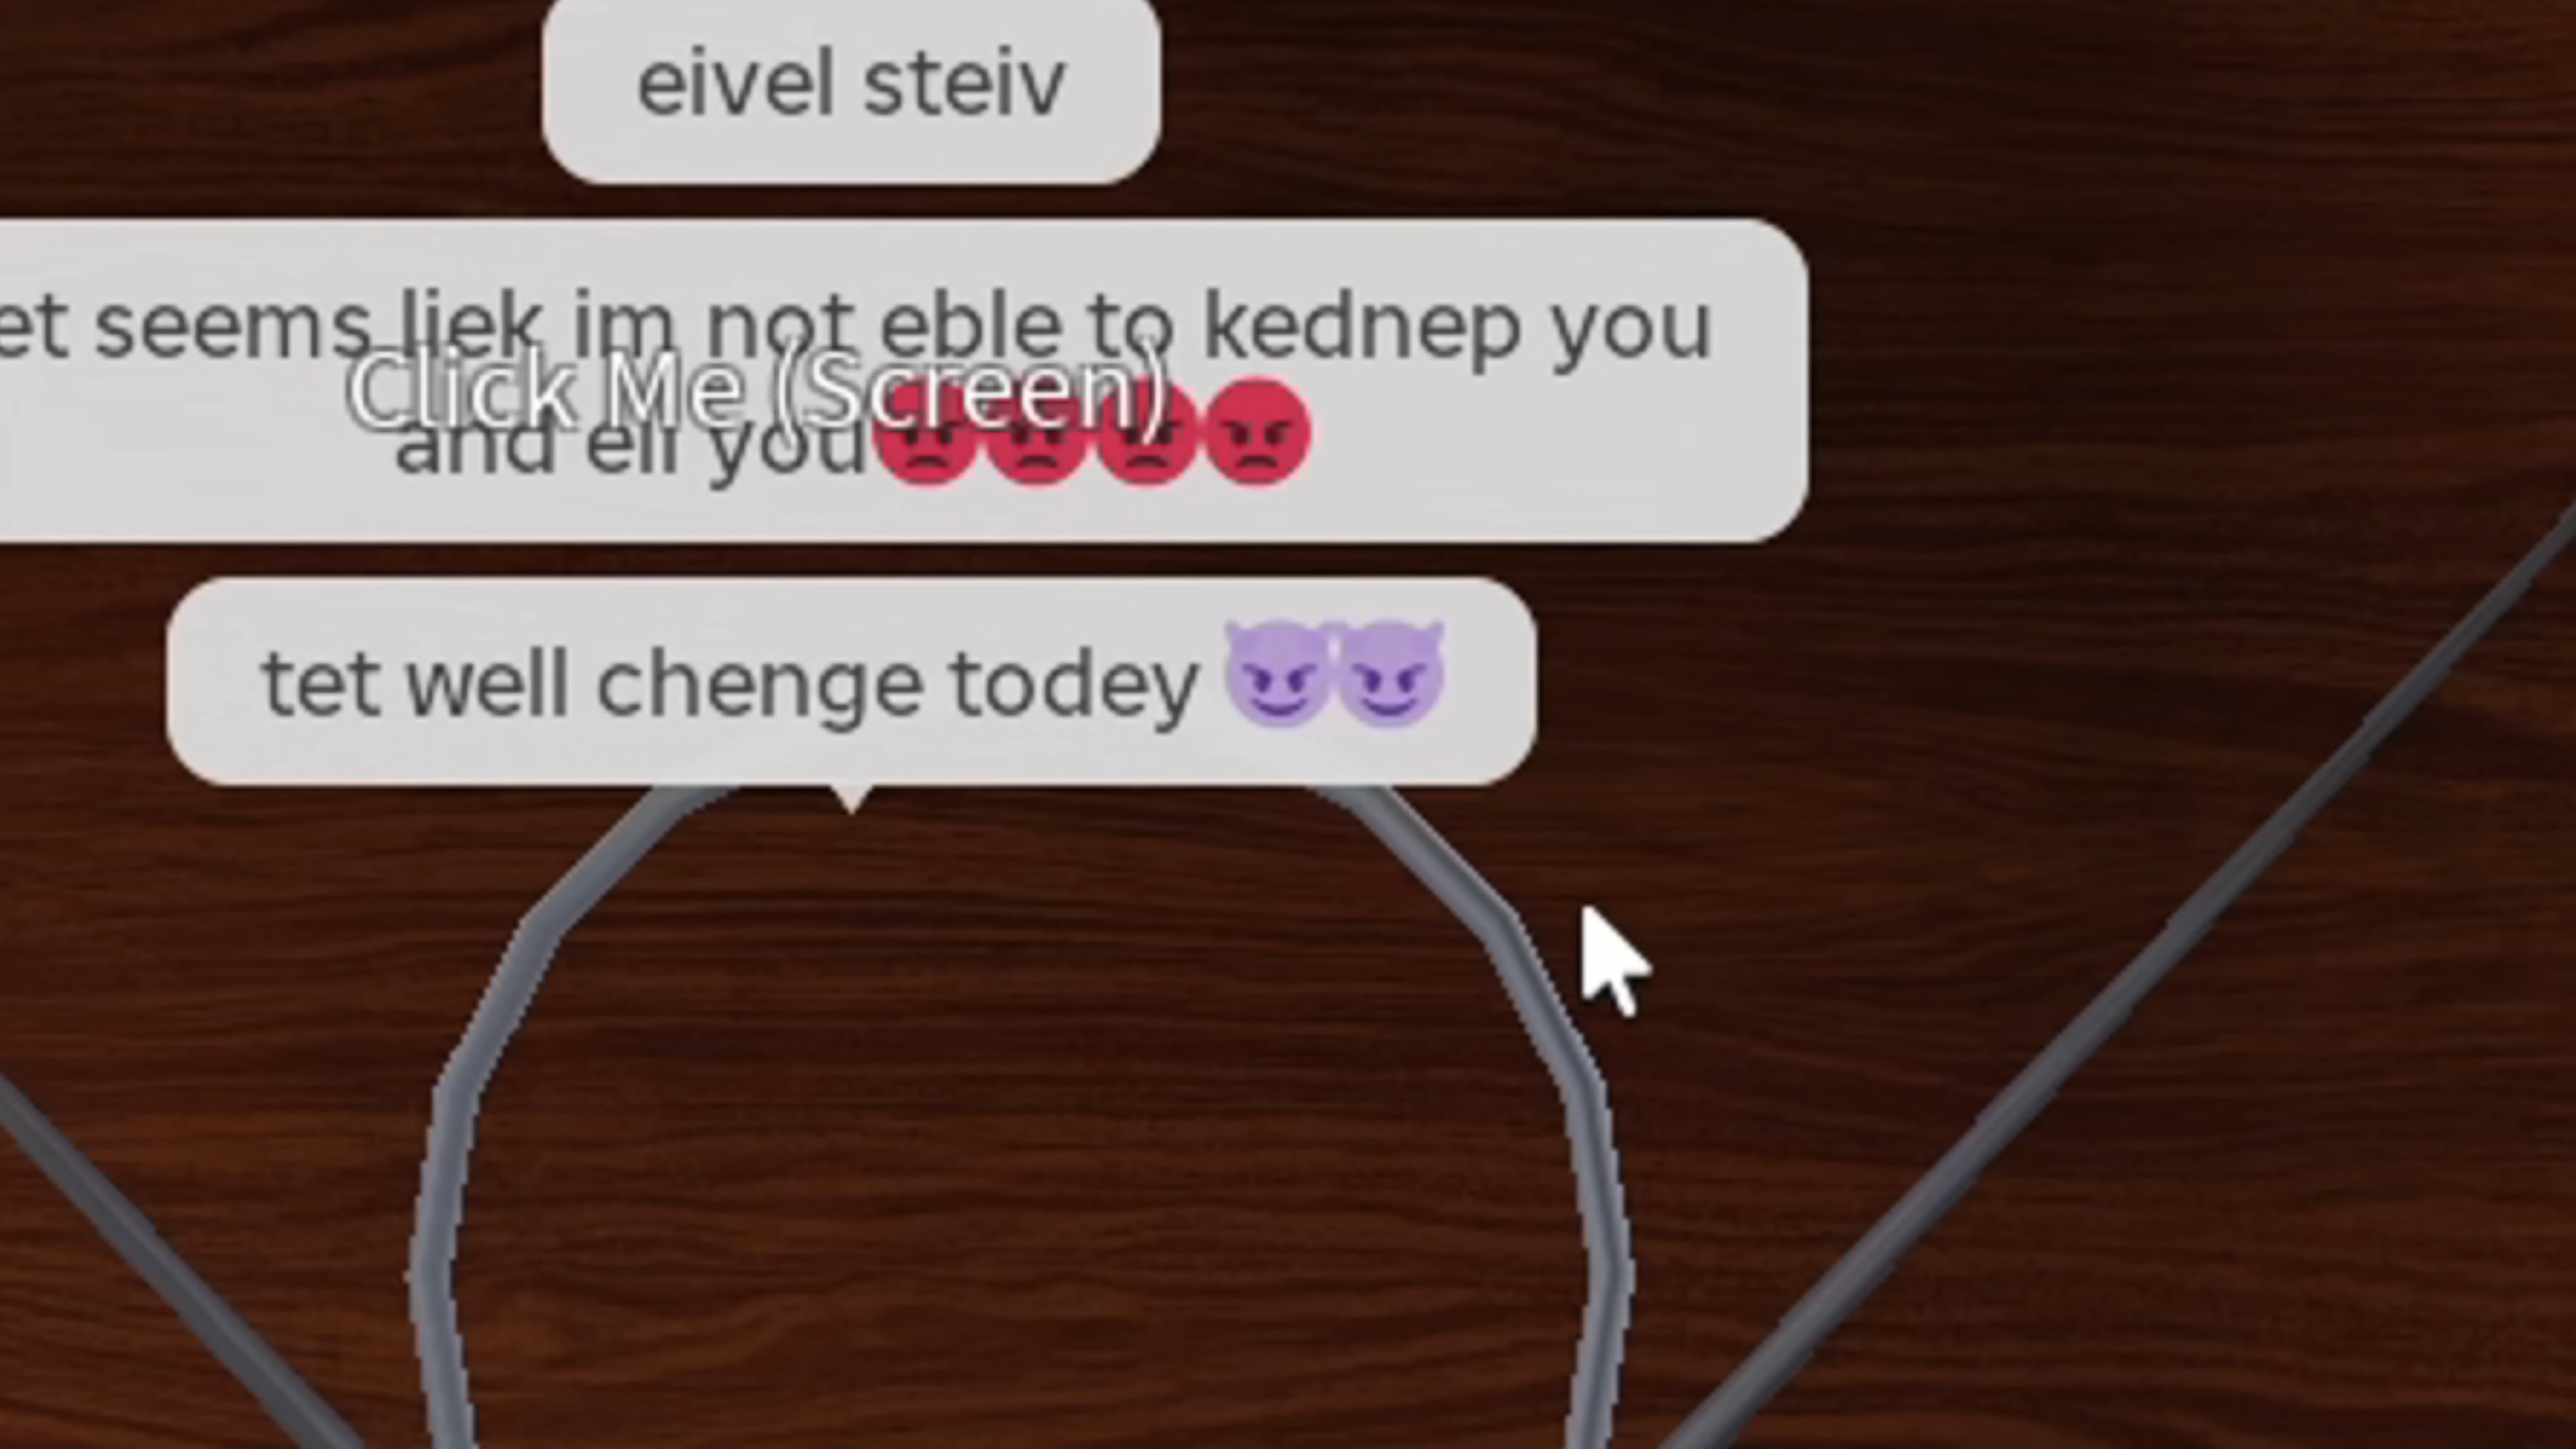 eivel steiv
et seems liek im not eble to kednep you
Click Me (Screen)
and eli you😡😡😡😡
tet well chenge todey 😈😈